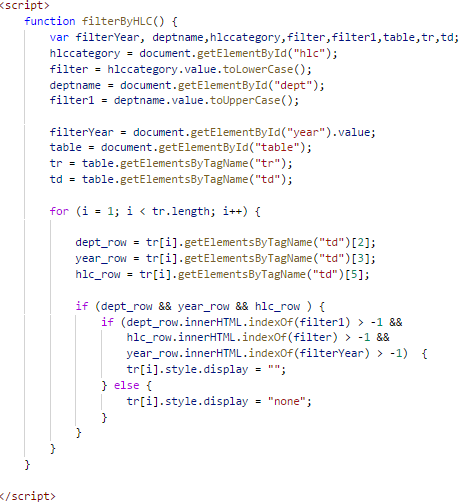 <script>
function filterByHLC() {
var filterYear, deptname,hlccategory,filter,filter1,table,tr,td;
hlccategory = document.getElementById("hlc");
filter = hlccategory.value.toLowerCase();
deptname = document.getElementById("dept");
filter1 = deptname.value.toUpperCase();
filterYear = document.getElementById("year").value;
table = document.getElementById("table");
tr = table.getElementsByTagName("tr");
td = table.getElementsByTagName("td");
for (i = 1; i < tr.length; i++) {
dept_row = tr[i].getElementsByTagName("td")[2];
year_row = tr[i].getElementsByTagName("td")[3];
hlc_row = tr[i].getElementsByTagName("td")[5];
if (dept_row && year_row && hlc_row ) {
if (dept_row.innerHTML.indexOf(filter1) > -1 &&
hlc_row.innerHTML.indexOf(filter) > -1 &&
year_row.innerHTML.indexOf(filterYear) > -1)  {
tr[i].style.display = "";
} else {
tr[i].style.display = "none";
}
}
}
}
</script>